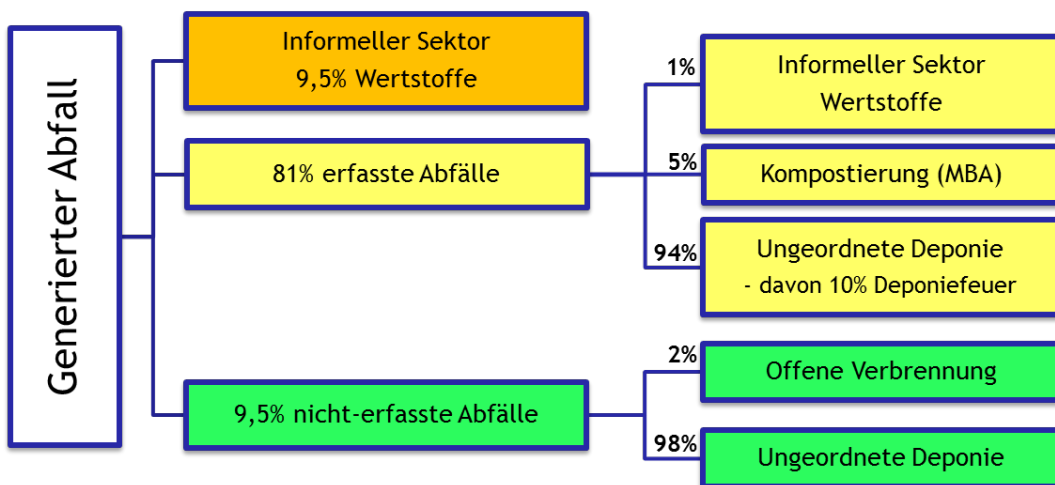 Generierter Abfall
Informeller Sektor
9,5% Wertstoffe
81% erfasste Abfälle
1%
Informeller Sektor
Wertstoffe
5%
Kompostierung (MBA)
94%
Ungeordnete Deponie
- davon 10% Deponiefeuer
9,5% nicht-erfasste Abfälle
2%
Offene Verbrennung
98%
Ungeordnete Deponie